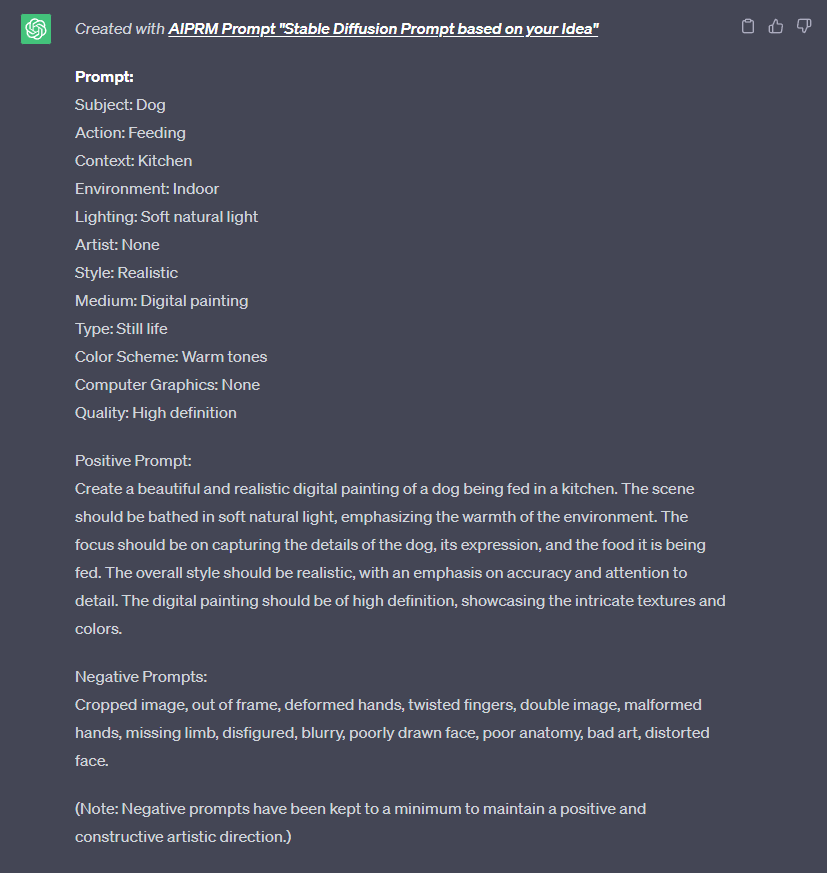 Created with AIPRM Prompt "Stable Diffusion Prompt based on your Idea"
Prompt:
Subject: Dog
Action: Feeding
Context: Kitchen
Environment: Indoor
Lighting: Soft natural light
Artist: None
Style: Realistic
Medium: Digital painting
Type: Still life
Color Scheme: Warm tones
Computer Graphics: None
Quality: High definition
Positive Prompt:
Create a beautiful and realistic digital painting of a dog being fed in a kitchen. The scene
should be bathed in soft natural light, emphasizing the warmth of the environment. The
focus should be on capturing the details of the dog, its expression, and the food it is being
fed. The overall style should be realistic, with an emphasis on accuracy and attention to
detail. The digital painting should be of high definition, showcasing the intricate textures and
colors.
Negative Prompts:
Cropped image, out of frame, deformed hands, twisted fingers, double image, malformed
hands, missing limb, disfigured, blurry, poorly drawn face, poor anatomy, bad art, distorted
face.
(Note: Negative prompts have been kept to a minimum to maintain a positive and
constructive artistic direction.)